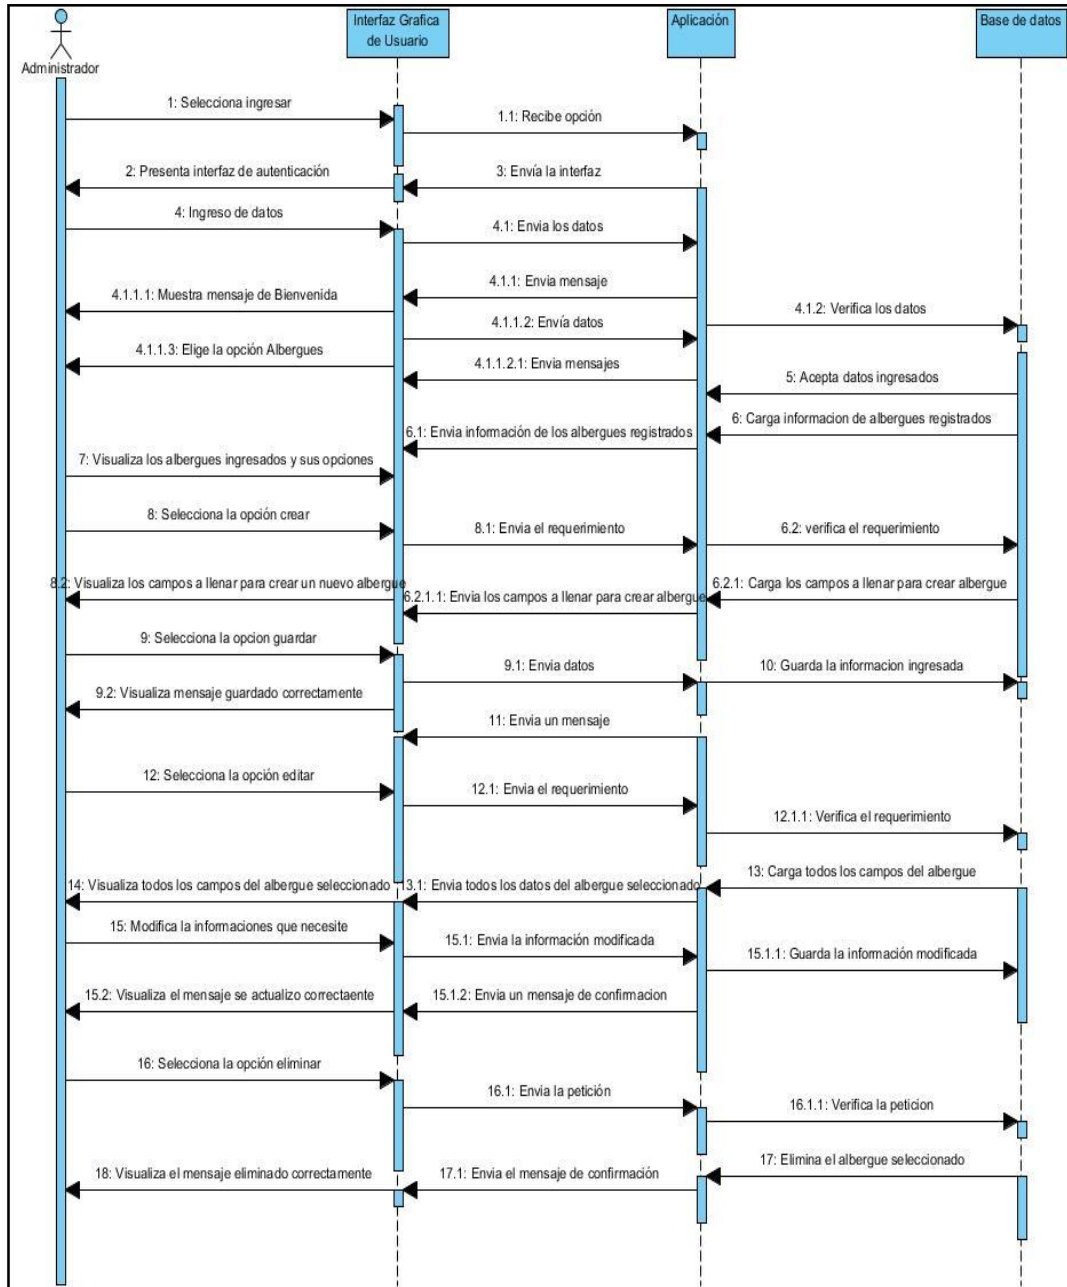 Administrador
Interfaz Grafica
de Usuario
Aplicación
Base de datos
1: Selecciona ingresar
1.1: Recibe opción
2: Presenta interfaz de autenticación
3: Envía la interfaz
4: Ingreso de datos
4.1: Envia los datos
4.1.1: Envia mensaje
4.1.1.1: Muestra mensaje de Bienvenida
4.1.2: Verifica los datos
4.1.1.2: Envía datos
4.1.1.3: Elige la opción Albergues
4.1.1.2.1: Envia mensajes
5: Acepta datos ingresados
6: Carga informacion de albergues registrados
6.1: Envia información de los albergues registrados
7: Visualiza los albergues ingresados y sus opciones
8: Selecciona la opción crear
8.1: Envia el requerimiento
6.2: verifica el requerimiento
8.2: Visualiza los campos a llenar para crear un nuevo albergue
6.2.1: Carga los campos a llenar para crear albergue
6.2.1.1: Envia los campos a llenar para crear albergue
9: Selecciona la opcion guardar
9.1: Envia datos
10: Guarda la informacion ingresada
9.2: Visualiza mensaje guardado correctamente
11: Envia un mensaje
12: Selecciona la opción editar
12.1: Envia el requerimiento
12.1.1: Verifica el requerimiento
13: Carga todos los campos del albergue
14: Visualiza todos los campos del albergue seleccionado
13.1: Envia todos los datos del albergue seleccionado
15: Modifica la informaciones que necesite
15.1: Envia la información modificada
15.1.1: Guarda la información modificada
15.2: Visualiza el mensaje se actualizo correctaente
15.1.2: Envia un mensaje de confirmacion
16: Selecciona la opción eliminar
16.1: Envia la petición
16.1.1: Verifica la peticion
17: Elimina el albergue seleccionado
18: Visualiza el mensaje eliminado correctamente
17.1: Envia el mensaje de confirmación